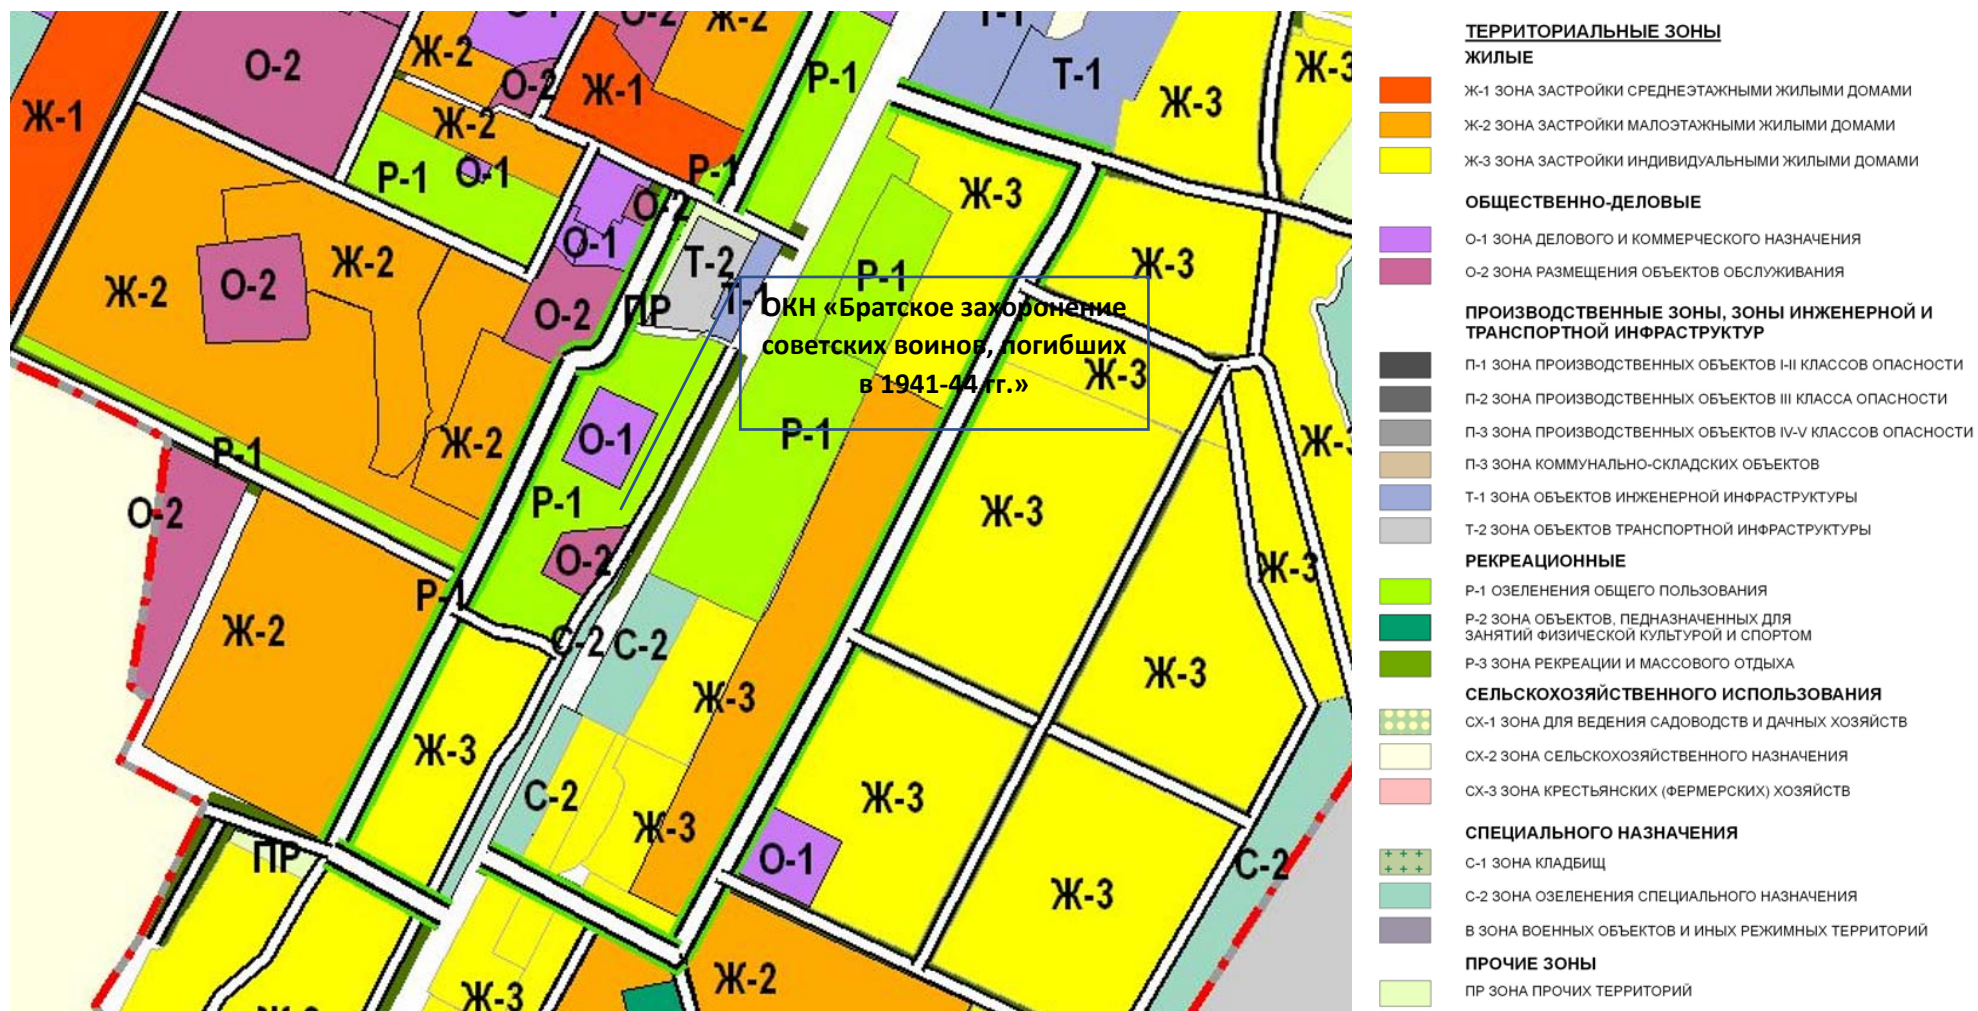 О-2
Ж-2
О-1
О-2
Ж-2
Т-1
Ж-1
О-2
Ж-2
О-2
Ж-1
Р-1
Т-1
Ж-3
Ж-3
Ж-2
Р-1
О-1
Р-1
Ж-3
О-2
О-1
Т-2
Ж-2
О-2
Ж-2
Р-1
Ж-3
О-2
ПР
Т-1
ОКН «Братское захоронение
советских воинов, погибших
в 1941-44 гг.»
Ж-3
Р-1
Ж-2
О-1
Р-1
Ж-3
О-2
Р-1
Ж-3
О-2
Ж-3
Р-1
Ж-2
С-2
С-2
Ж-3
Ж-3
Ж-3
С-2
Ж-3
Ж-3
ПР
О-1
С-2
Ж-3
Ж-2
Ж-3
ТЕРРИТОРИАЛЬНЫЕ ЗОНЫ
ЖИЛЫЕ
Ж-1 ЗОНА ЗАСТРОЙКИ СРЕДНЕЭТАЖНЫМИ ЖИЛЫМИ ДОМАМИ
Ж-2 ЗОНА ЗАСТРОЙКИ МАЛОЭТАЖНЫМИ ЖИЛЫМИ ДОМАМИ
Ж-3 ЗОНА ЗАСТРОЙКИ ИНДИВИДУАЛЬНЫМИ ЖИЛЫМИ ДОМАМИ
ОБЩЕСТВЕННО-ДЕЛОВЫЕ
О-1 ЗОНА ДЕЛОВОГО И КОММЕРЧЕСКОГО НАЗНАЧЕНИЯ
О-2 ЗОНА РАЗМЕЩЕНИЯ ОБЪЕКТОВ ОБСЛУЖИВАНИЯ
ПРОИЗВОДСТВЕННЫЕ ЗОНЫ, ЗОНЫ ИНЖЕНЕРНОЙ И
ТРАНСПОРТНОЙ ИНФРАСТРУКТУР
П-1 ЗОНА ПРОИЗВОДСТВЕННЫХ ОБЪЕКТОВ I-II КЛАССОВ ОПАСНОСТИ
П-2 ЗОНА ПРОИЗВОДСТВЕННЫХ ОБЪЕКТОВ III КЛАССА ОПАСНОСТИ
П-3 ЗОНА ПРОИЗВОДСТВЕННЫХ ОБЪЕКТОВ IV-V КЛАССОВ ОПАСНОСТИ
П-3 ЗОНА КОММУНАЛЬНО-СКЛАДСКИХ ОБЪЕКТОВ
Т-1 ЗОНА ОБЪЕКТОВ ИНЖЕНЕРНОЙ ИНФРАСТРУКТУРЫ
Т-2 ЗОНА ОБЪЕКТОВ ТРАНСПОРТНОЙ ИНФРАСТРУКТУРЫ
РЕКРЕАЦИОННЫЕ
Р-1 ОЗЕЛЕНЕНИЯ ОБЩЕГО ПОЛЬЗОВАНИЯ
Р-2 ЗОНА ОБЪЕКТОВ, ПЕДНАЗНАЧЕННЫХ ДЛЯ
ЗАНЯТИЙ ФИЗИЧЕСКОЙ КУЛЬТУРОЙ И СПОРТОМ
Р-3 ЗОНА РЕКРЕАЦИИ И МАССОВОГО ОТДЫХА
СЕЛЬСКОХОЗЯЙСТВЕННОГО ИСПОЛЬЗОВАНИЯ
СХ-1 ЗОНА ДЛЯ ВЕДЕНИЯ САДОВОДСТВ И ДАЧНЫХ ХОЗЯЙСТВ
СХ-2 ЗОНА СЕЛЬСКОХОЗЯЙСТВЕННОГО НАЗНАЧЕНИЯ
СХ-3 ЗОНА КРЕСТЬЯНСКИХ (ФЕРМЕРСКИХ) ХОЗЯЙСТВ
СПЕЦИАЛЬНОГО НАЗНАЧЕНИЯ
С-1 ЗОНА КЛАДБИЩ
С-2 ЗОНА ОЗЕЛЕНЕНИЯ СПЕЦИАЛЬНОГО НАЗНАЧЕНИЯ
В ЗОНА ВОЕННЫХ ОБЪЕКТОВ И ИНЫХ РЕЖИМНЫХ ТЕРРИТОРИЙ
ПРОЧИЕ ЗОНЫ
ПР ЗОНА ПРОЧИХ ТЕРРИТОРИЙ